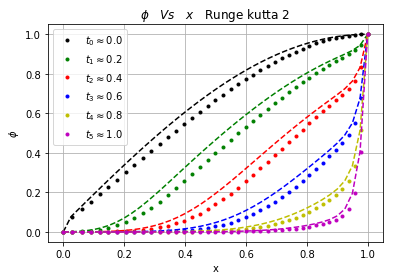 ϕ Vs x Runge kutta 2
ϕ
1.0
0.8
0.6
0.4
0.2
0.0
t₀ ≈ 0.0
t₁ ≈ 0.2
t₂ ≈ 0.4
t₃ ≈ 0.6
t₄ ≈ 0.8
t₅ ≈ 1.0
0.0 0.2 0.4 0.6 0.8 1.0
x